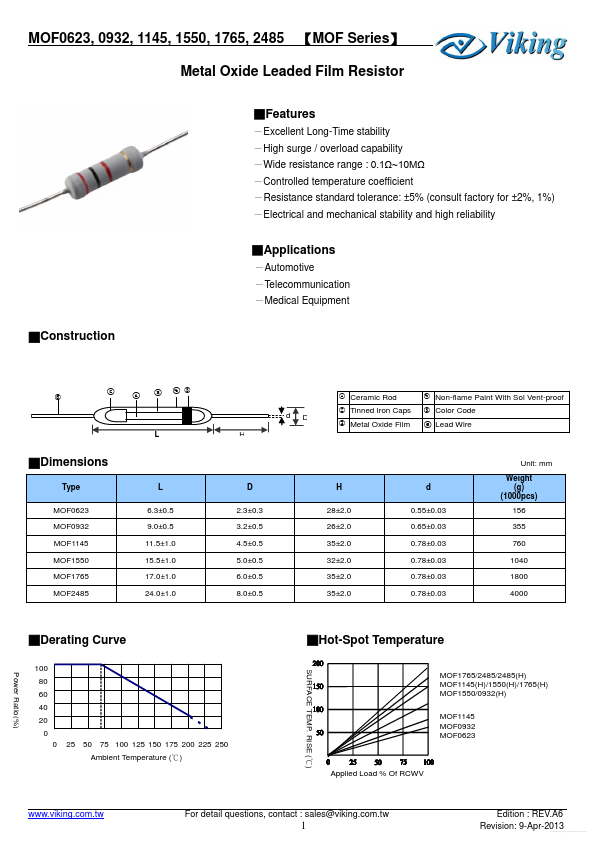 MOF0623, 0932, 1145, 1550, 1765, 2485 【MOF Series】
Viking
Metal Oxide Leaded Film Resistor
■Features
－Excellent Long-Time stability
－High surge / overload capability
－Wide resistance range : 0.1Ω~10MΩ
－Controlled temperature coefficient
－Resistance standard tolerance: ±5% (consult factory for ±2%, 1%)
－Electrical and mechanical stability and high reliability
■Applications
－Automotive
－Telecommunication
－Medical Equipment
■Construction
L H d D
Ceramic Rod Non-flame Paint With Sol Vent-proof
Tinned Iron Caps Color Code
Metal Oxide Film Lead Wire
■Dimensions Unit: mm
Type L D H d Weight (g) (1000pcs)
MOF0623 6.3±0.5 2.3±0.3 28±2.0 0.55±0.03 156
MOF0932 9.0±0.5 3.2±0.5 26±2.0 0.65±0.03 355
MOF1145 11.5±1.0 4.5±0.5 35±2.0 0.78±0.03 760
MOF1550 15.5±1.0 5.0±0.5 32±2.0 0.78±0.03 1040
MOF1765 17.0±1.0 6.0±0.5 35±2.0 0.78±0.03 1800
MOF2485 24.0±1.0 8.0±0.5 35±2.0 0.78±0.03 4000
■Derating Curve
Power Ratio(%)
100
80
60
40
20
0
0 25 50 75 100 125 150 175 200 225 250
Ambient Temperature (℃)
■Hot-Spot Temperature
SURFACE TEMP. RISE (℃)
200
150
100
50
0 25 50 75 100
Applied Load % Of RCWV
MOF1765/2485/2485(H)
MOF1145(H)/1550(H)/1765(H)
MOF1550/0932(H)
MOF1145
MOF0932
MOF0623
www.viking.com.tw For detail questions, contact : sales@viking.com.tw Edition : REV.A6
1 Revision: 9-Apr-2013